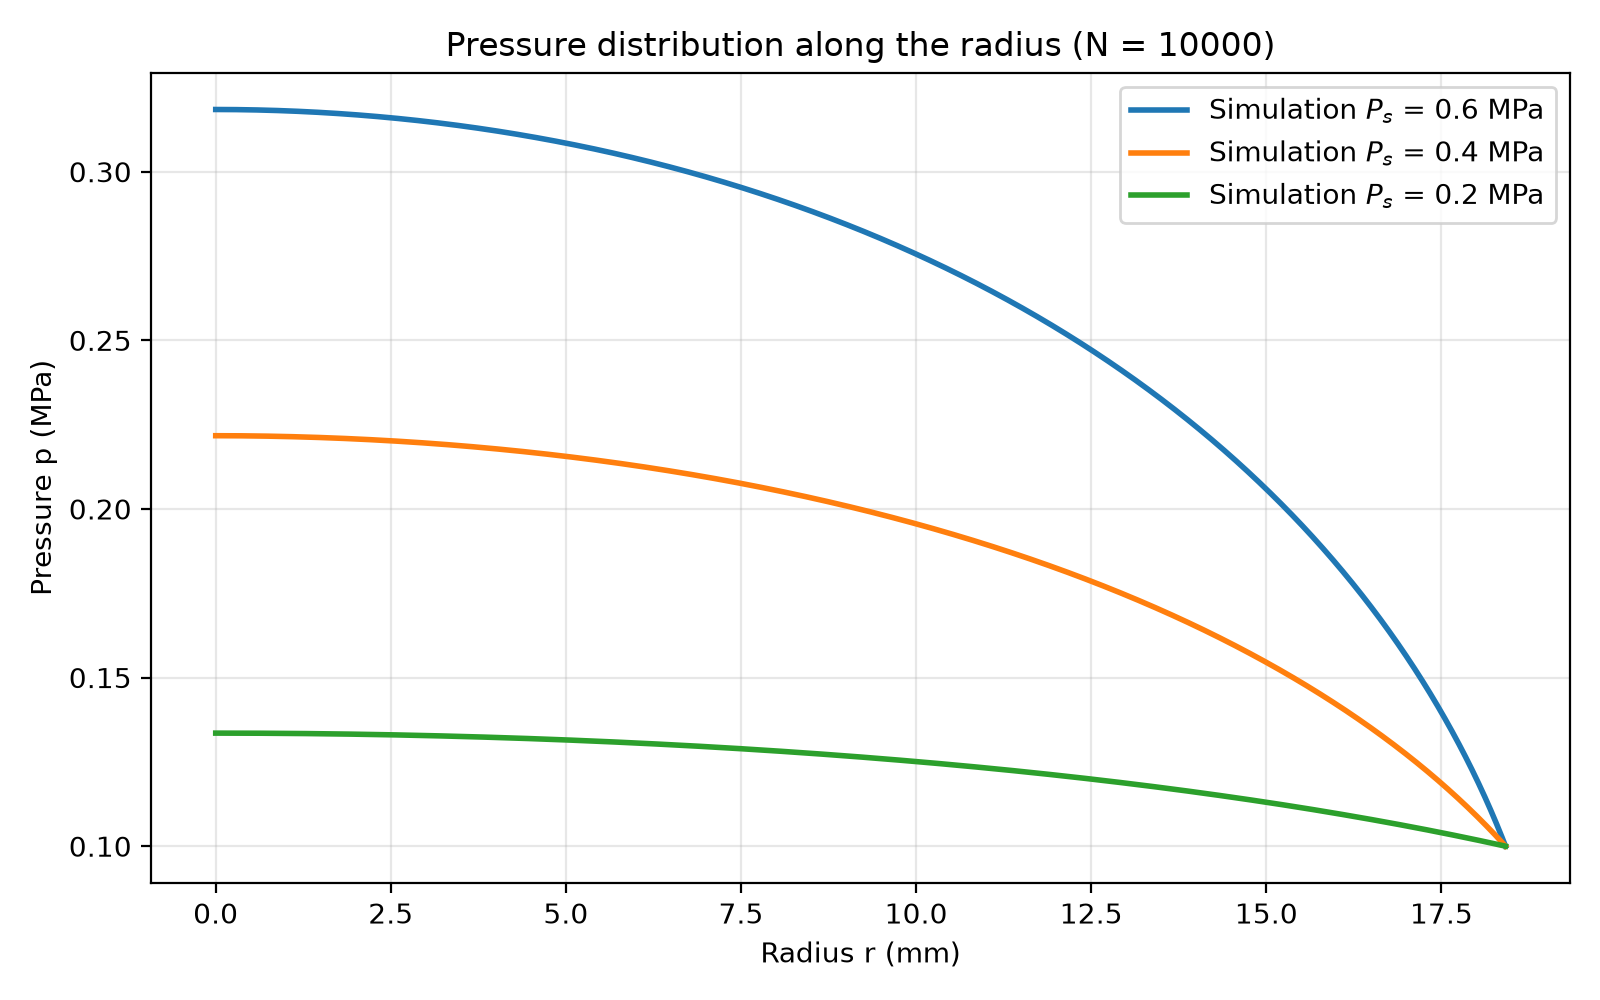 Pressure distribution along the radius (N = 10000)
Simulation Pₛ = 0.6 MPa
Simulation Pₛ = 0.4 MPa
Simulation Pₛ = 0.2 MPa
Pressure p (MPa)
0.30
0.25
0.20
0.15
0.10
0.0 2.5 5.0 7.5 10.0 12.5 15.0 17.5
Radius r (mm)